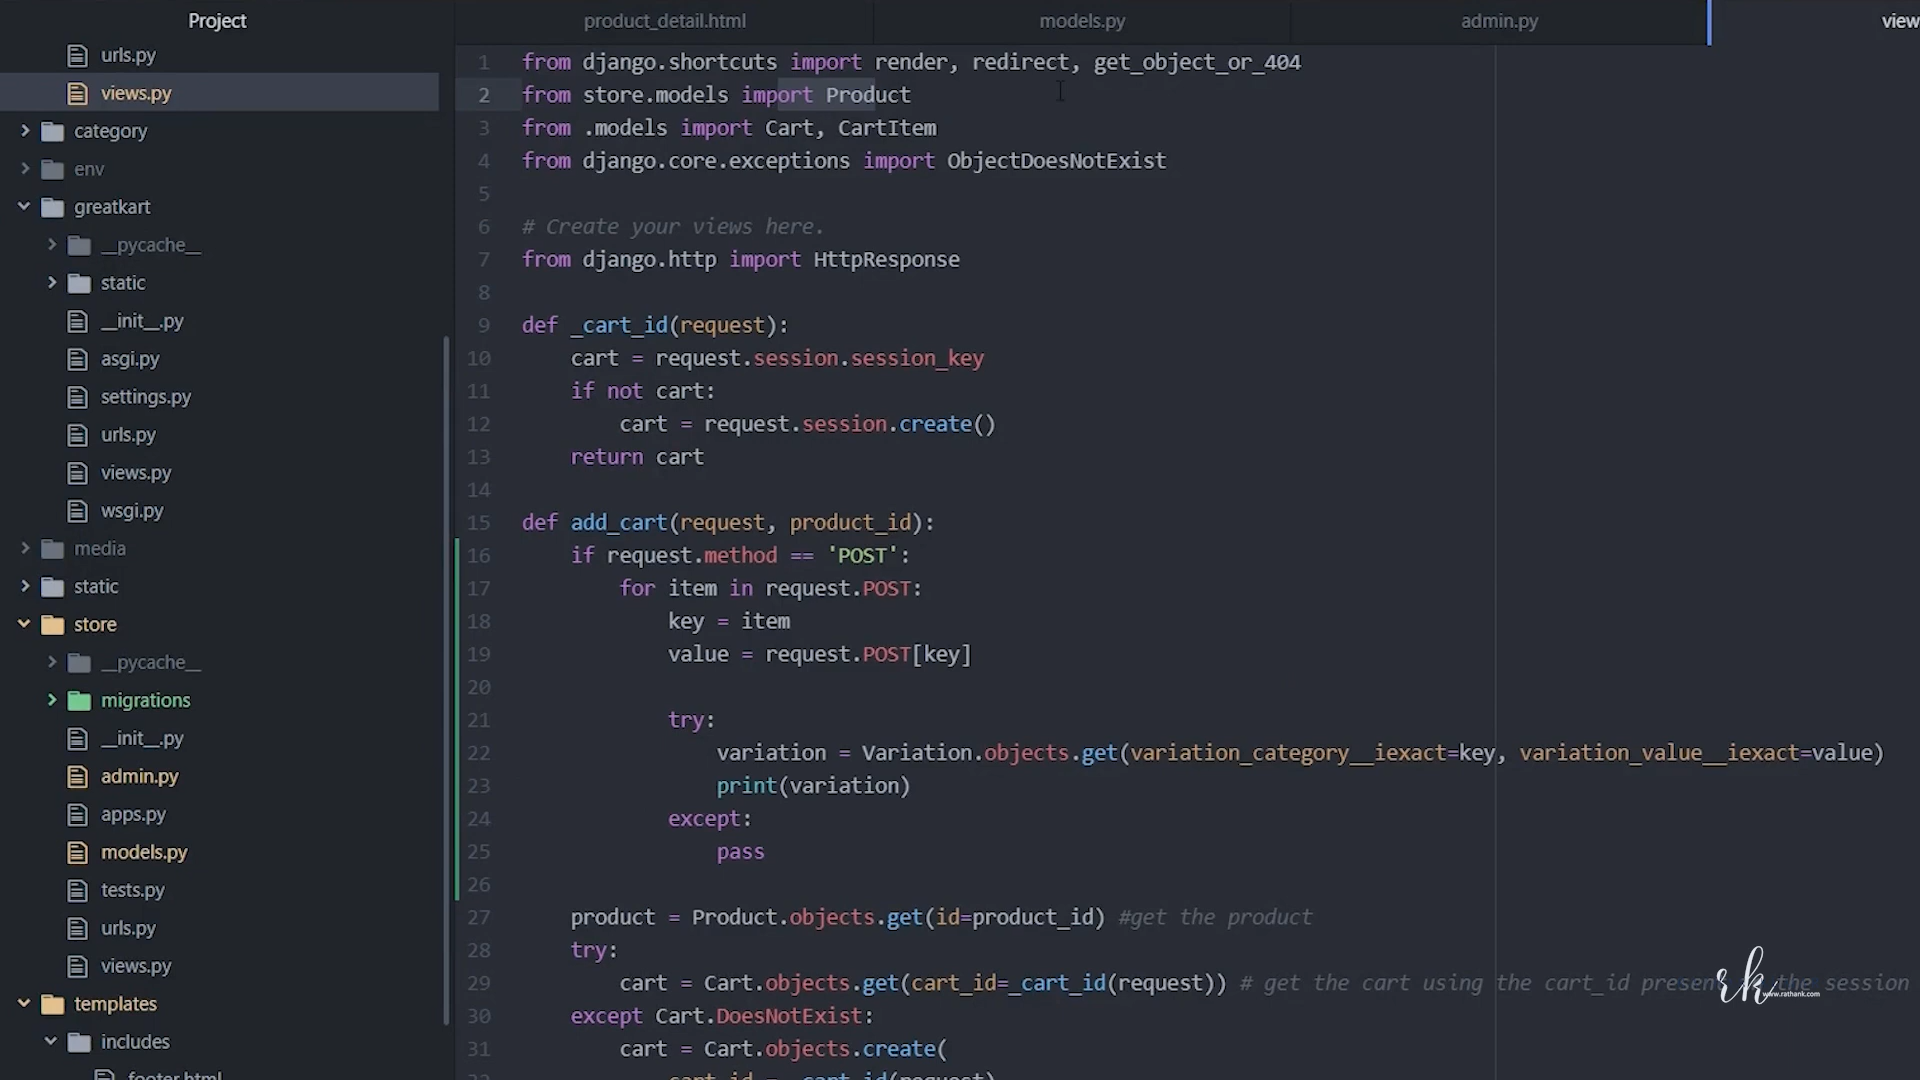 Project
urls.py
views.py
category
env
greatkart
__pycache__
static
__init__.py
asgi.py
settings.py
urls.py
views.py
wsgi.py
media
static
store
__pycache__
migrations
__init__.py
admin.py
apps.py
models.py
tests.py
urls.py
views.py
templates
includes
footer.html
product_detail.html models.py admin.py view
1 from django.shortcuts import render, redirect, get_object_or_404
2 from store.models import Product
3 from .models import Cart, CartItem
4 from django.core.exceptions import ObjectDoesNotExist
5
6 # Create your views here.
7 from django.http import HttpResponse
8
9 def _cart_id(request):
10 cart = request.session.session_key
11 if not cart:
12 cart = request.session.create()
13 return cart
14
15 def add_cart(request, product_id):
16 if request.method == 'POST':
17 for item in request.POST:
18 key = item
19 value = request.POST[key]
20
21 try:
22 variation = Variation.objects.get(variation_category__iexact=key, variation_value__iexact=value)
23 print(variation)
24 except:
25 pass
26
27 product = Product.objects.get(id=product_id) #get the product
28 try:
29 cart = Cart.objects.get(cart_id=_cart_id(request)) # get the cart using the cart_id present the session
30 except Cart.DoesNotExist:
31 cart = Cart.objects.create(
32 cart_id = _cart_id(request)
rk
www.rathank.com